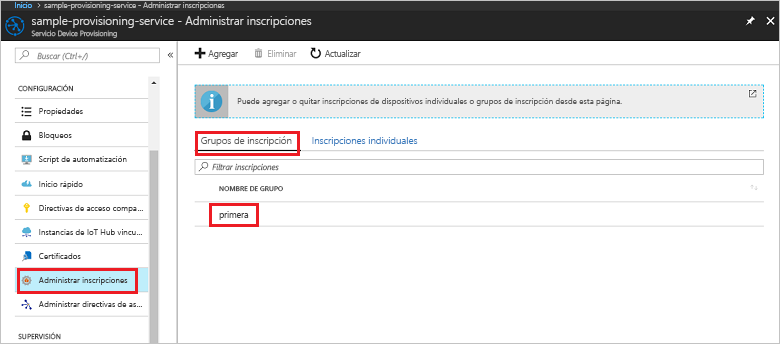 Inicio > sample-provisioning-service - Administrar inscripciones
sample-provisioning-service - Administrar inscripciones
Servicio Device Provisioning
Buscar (Ctrl+/)
«
Agregar
Eliminar
Actualizar
CONFIGURACIÓN
Propiedades
Bloqueos
Script de automatización
Inicio rápido
Directivas de acceso compa...
Instancias de IoT Hub vincu...
Certificados
Administrar inscripciones
Administrar directivas de as...
SUPERVISIÓN
Puede agregar o quitar inscripciones de dispositivos individuales o grupos de inscripción desde esta página.
Grupos de inscripción
Inscripciones individuales
Filtrar inscripciones
NOMBRE DE GRUPO
primera